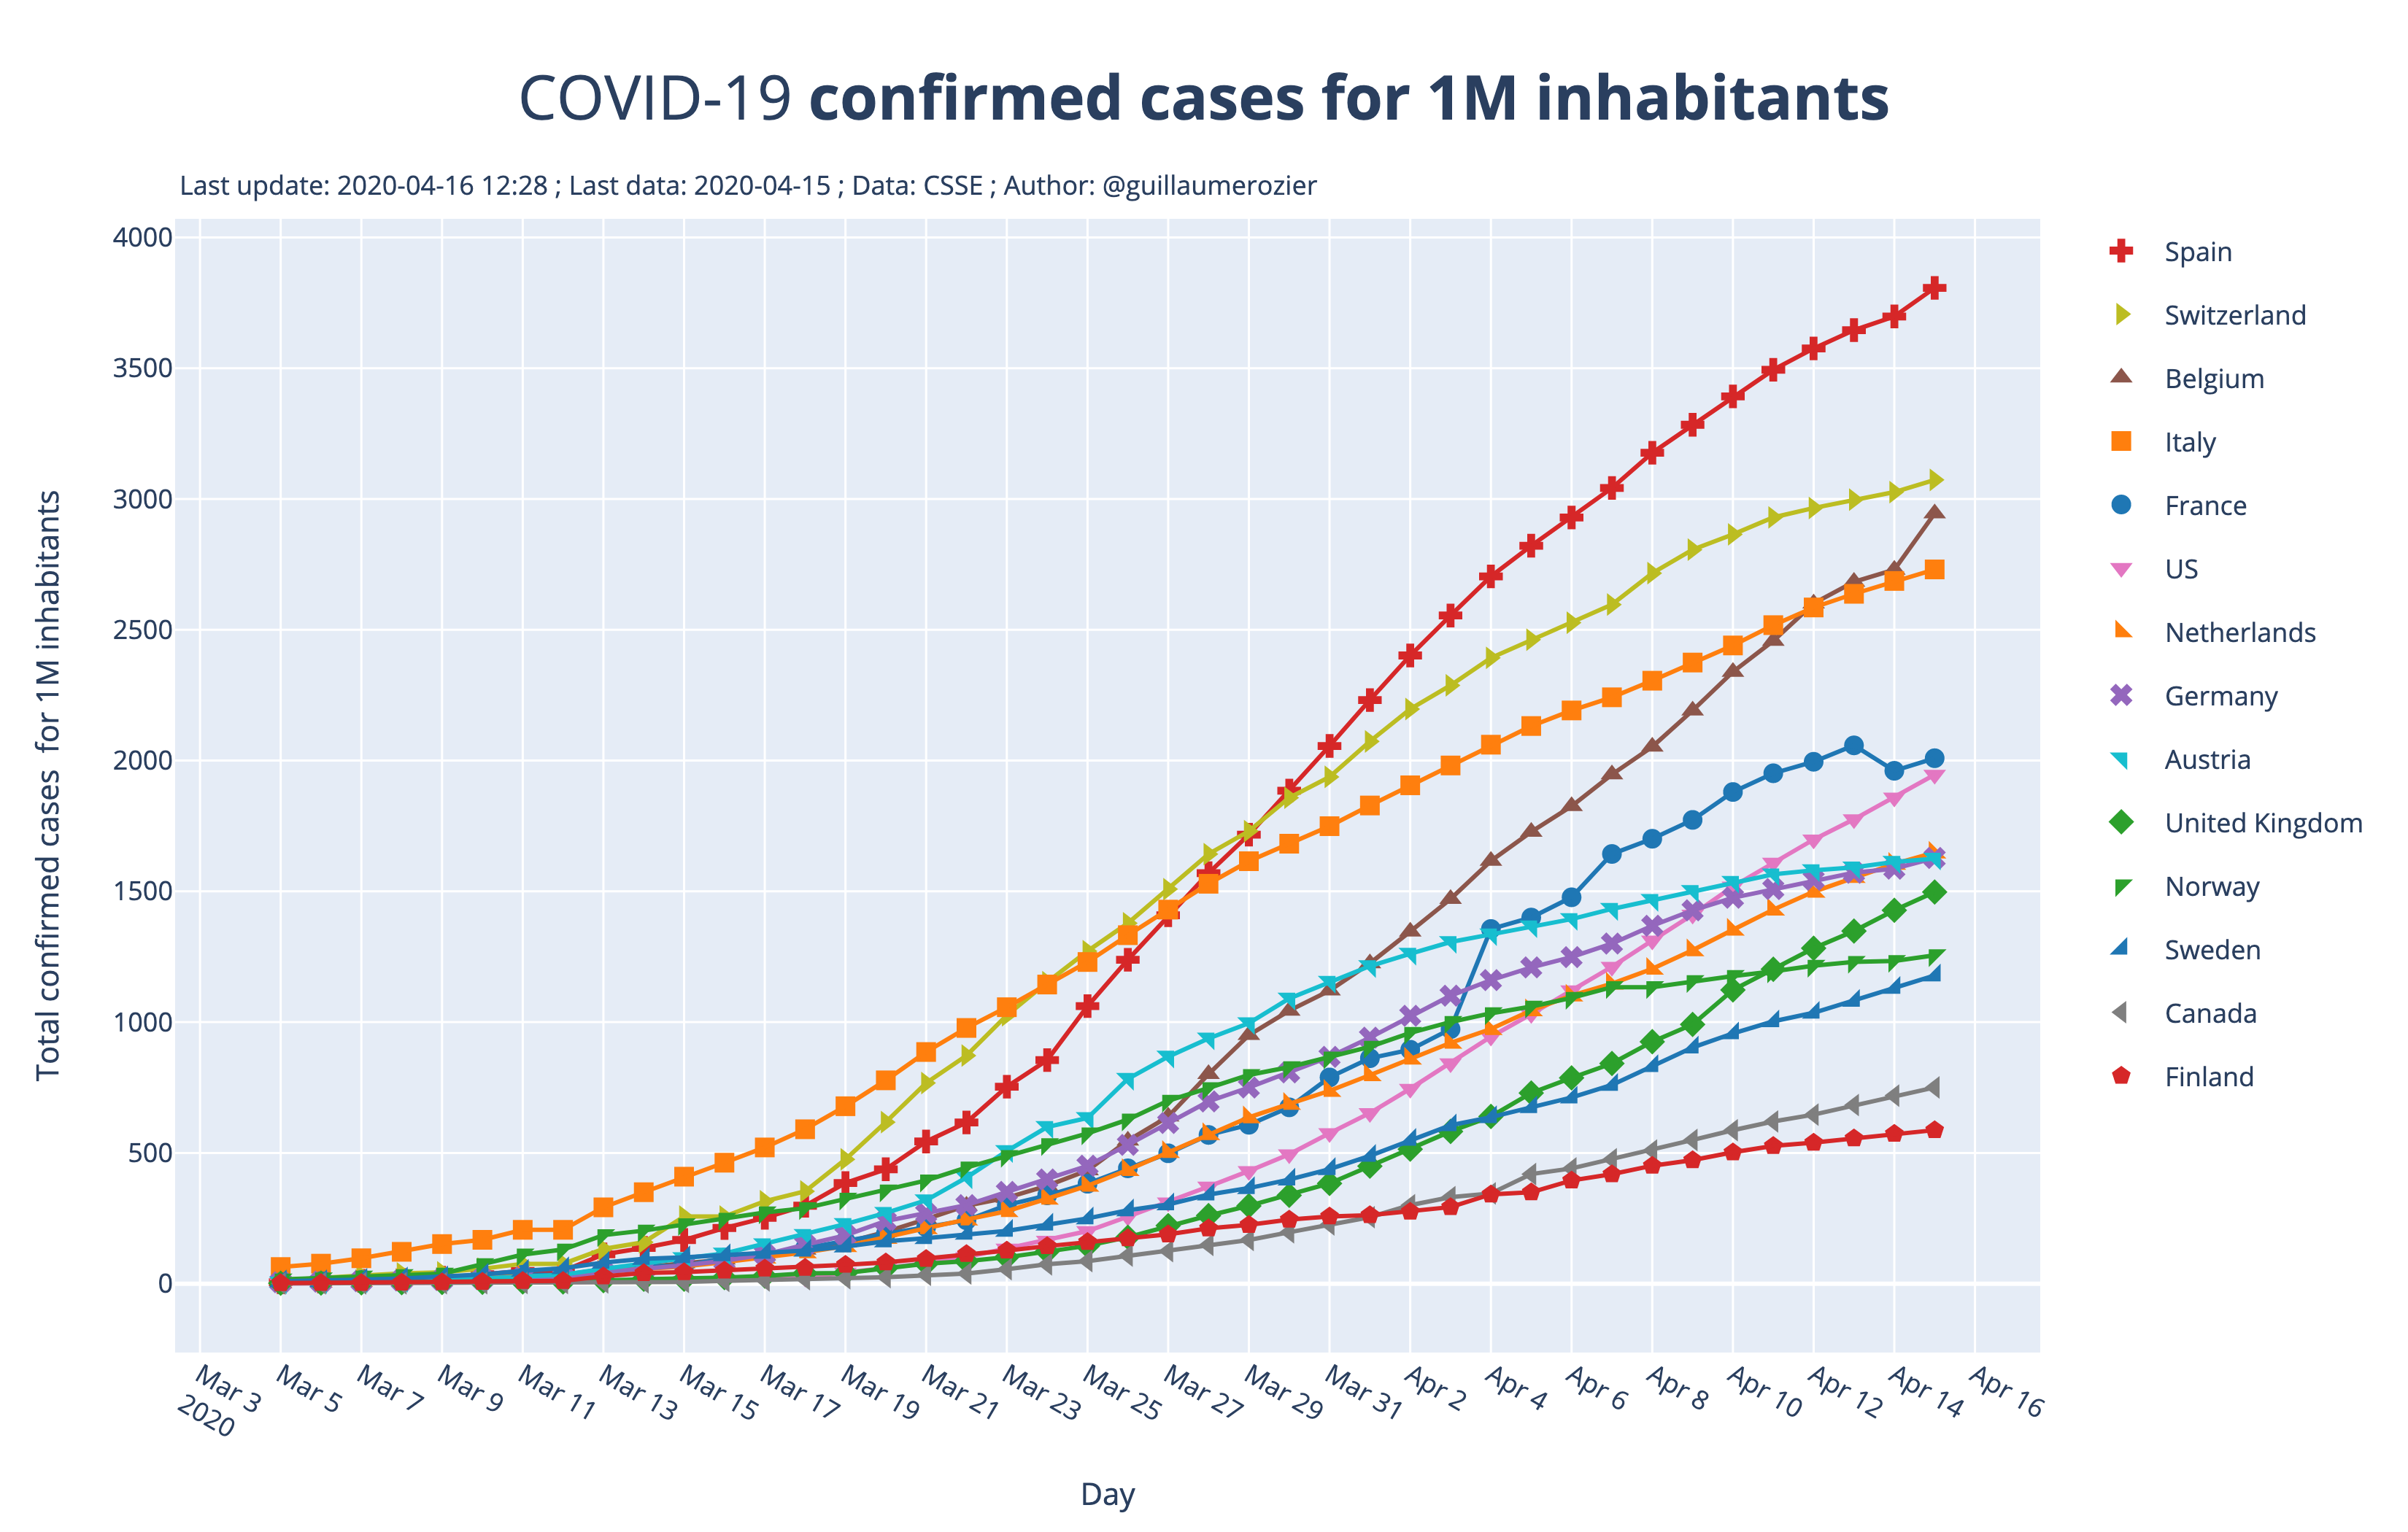 COVID-19 confirmed cases for 1M inhabitants
Last update: 2020-04-16 12:28 ; Last data: 2020-04-15 ; Data: CSSE ; Author: @guillaumerozier
Total confirmed cases for 1M inhabitants
4000
3500
3000
2500
2000
1500
1000
500
0
Mar 3
2020
Mar 5
Mar 7
Mar 9
Mar 11
Mar 13
Mar 15
Mar 17
Mar 19
Mar 21
Mar 23
Mar 25
Mar 27
Mar 29
Mar 31
Apr 2
Apr 4
Apr 6
Apr 8
Apr 10
Apr 12
Apr 14
Apr 16
Day
Spain
Switzerland
Belgium
Italy
France
US
Netherlands
Germany
Austria
United Kingdom
Norway
Sweden
Canada
Finland